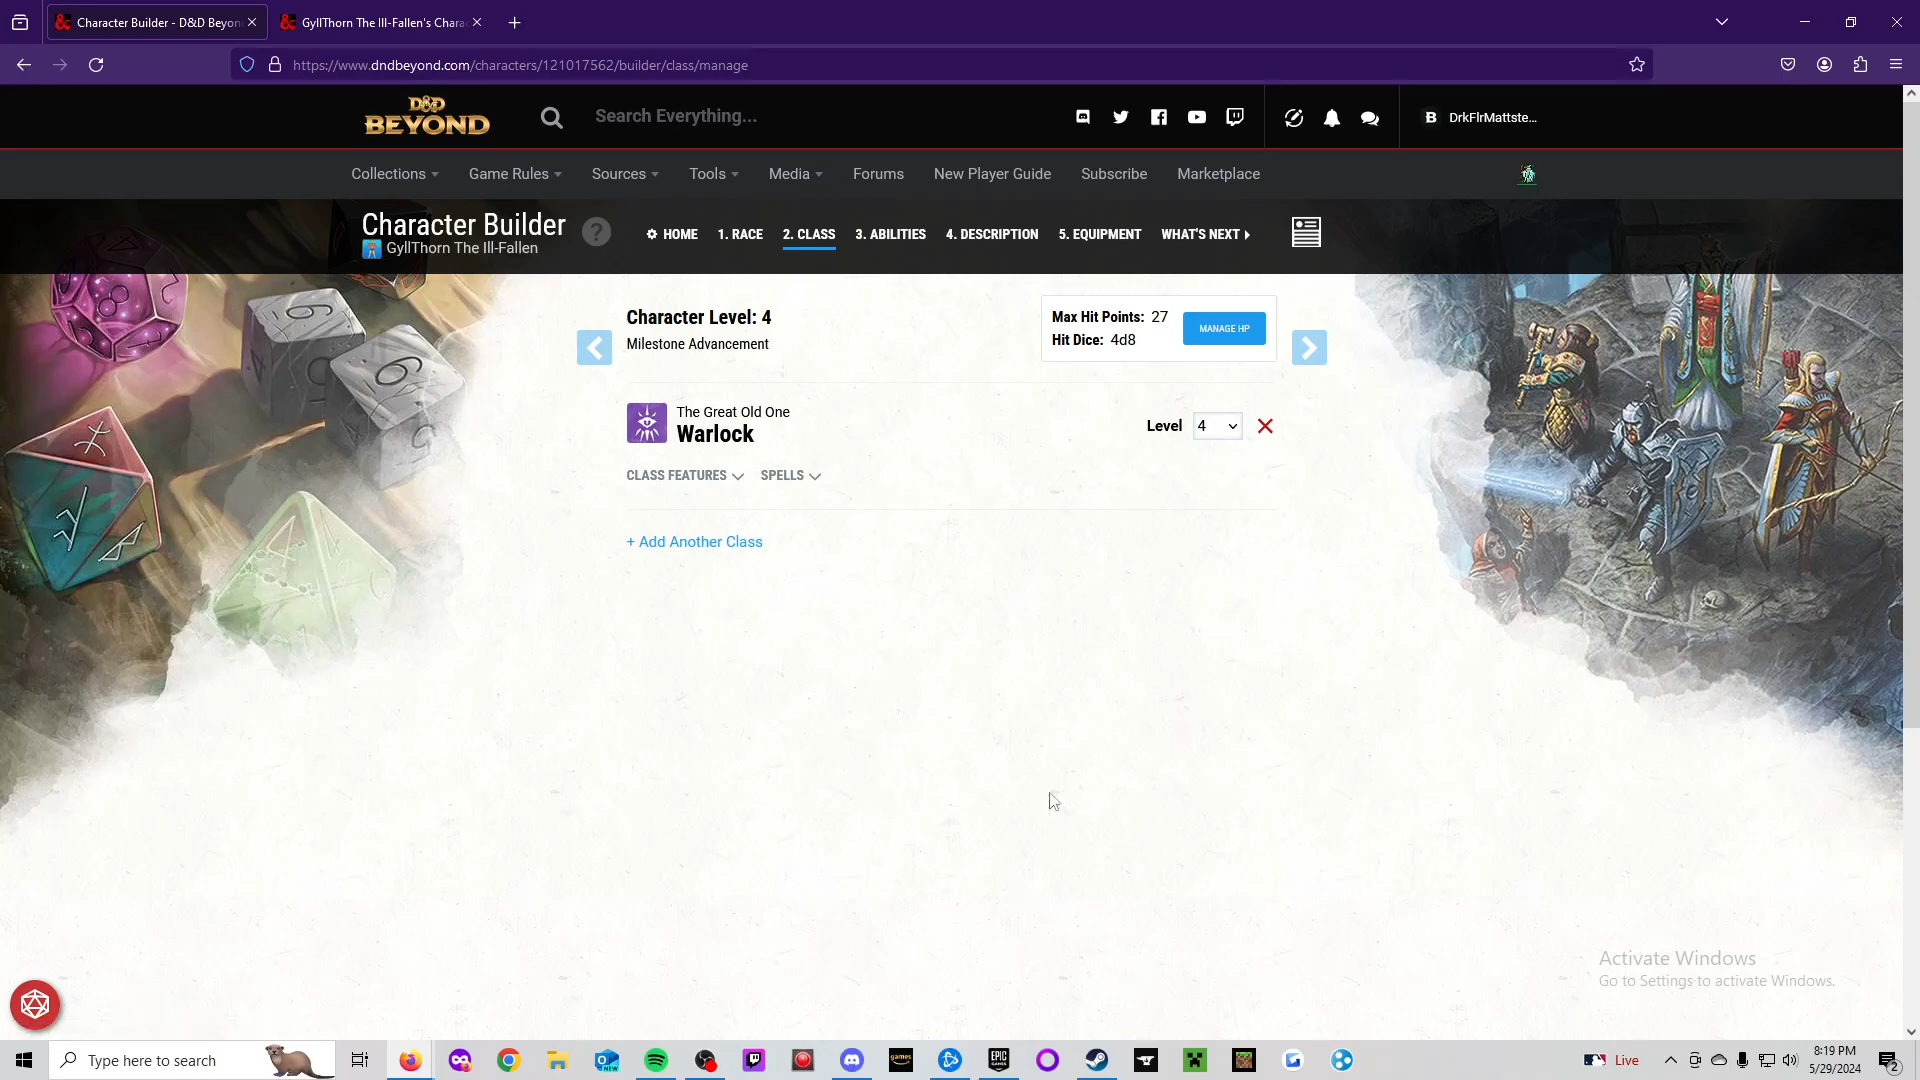 Character Builder - D&D Beyon
GyllThorn The Ill-Fallen's Chara
https://www.dndbeyond.com/characters/121017562/builder/class/manage
D&D
BEYOND
Search Everything...
DrkFlrMattste...
Collections
Game Rules
Sources
Tools
Media
Forums
New Player Guide
Subscribe
Marketplace
Character Builder
?
GyllThorn The Ill-Fallen
HOME
1. RACE
2. CLASS
3. ABILITIES
4. DESCRIPTION
5. EQUIPMENT
WHAT'S NEXT
Character Level: 4
Milestone Advancement
Max Hit Points: 27
Hit Dice: 4d8
MANAGE HP
The Great Old One
Warlock
Level 4
CLASS FEATURES
SPELLS
+ Add Another Class
Activate Windows
Go to Settings to activate Windows.
Type here to search
Live
8:19 PM
5/29/2024
2